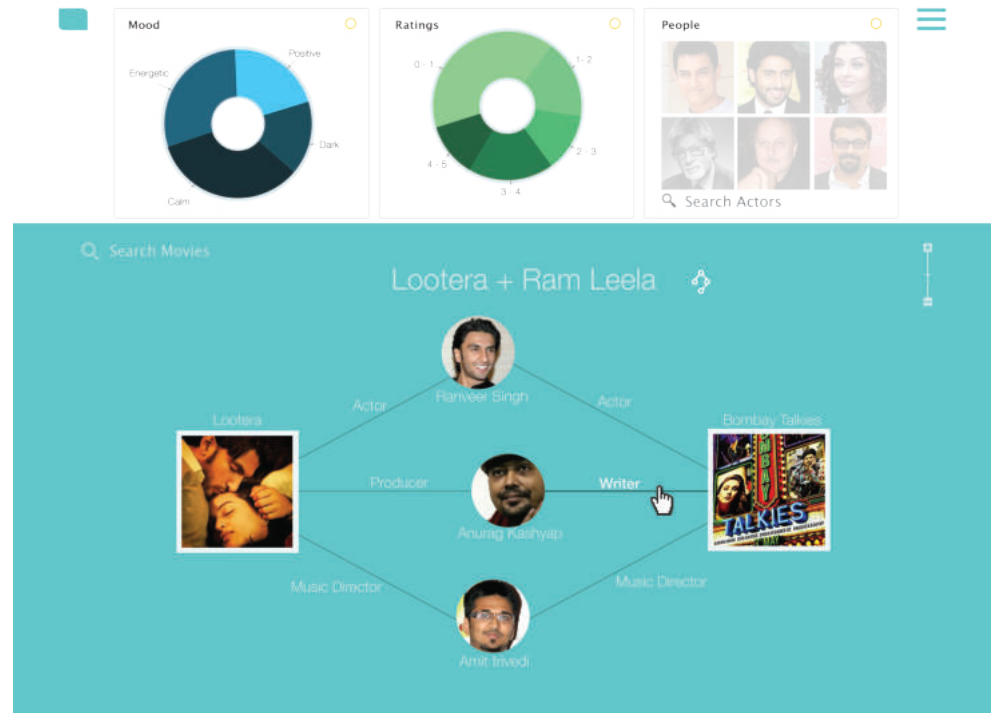 Mood
Positive
Energetic
Dark
Calm
Ratings
0 - 1
1 - 2
2 - 3
4 - 5
3 - 4
People
Search Actors
Search Movies
Lootera + Ram Leela
Ranveer Singh
Actor
Actor
Lootera
Bombay Talkies
Producer
Writer
BOMBAY
TALKIES
Anurag Kashyap
Music Director
Music Director
Amit Trivedi